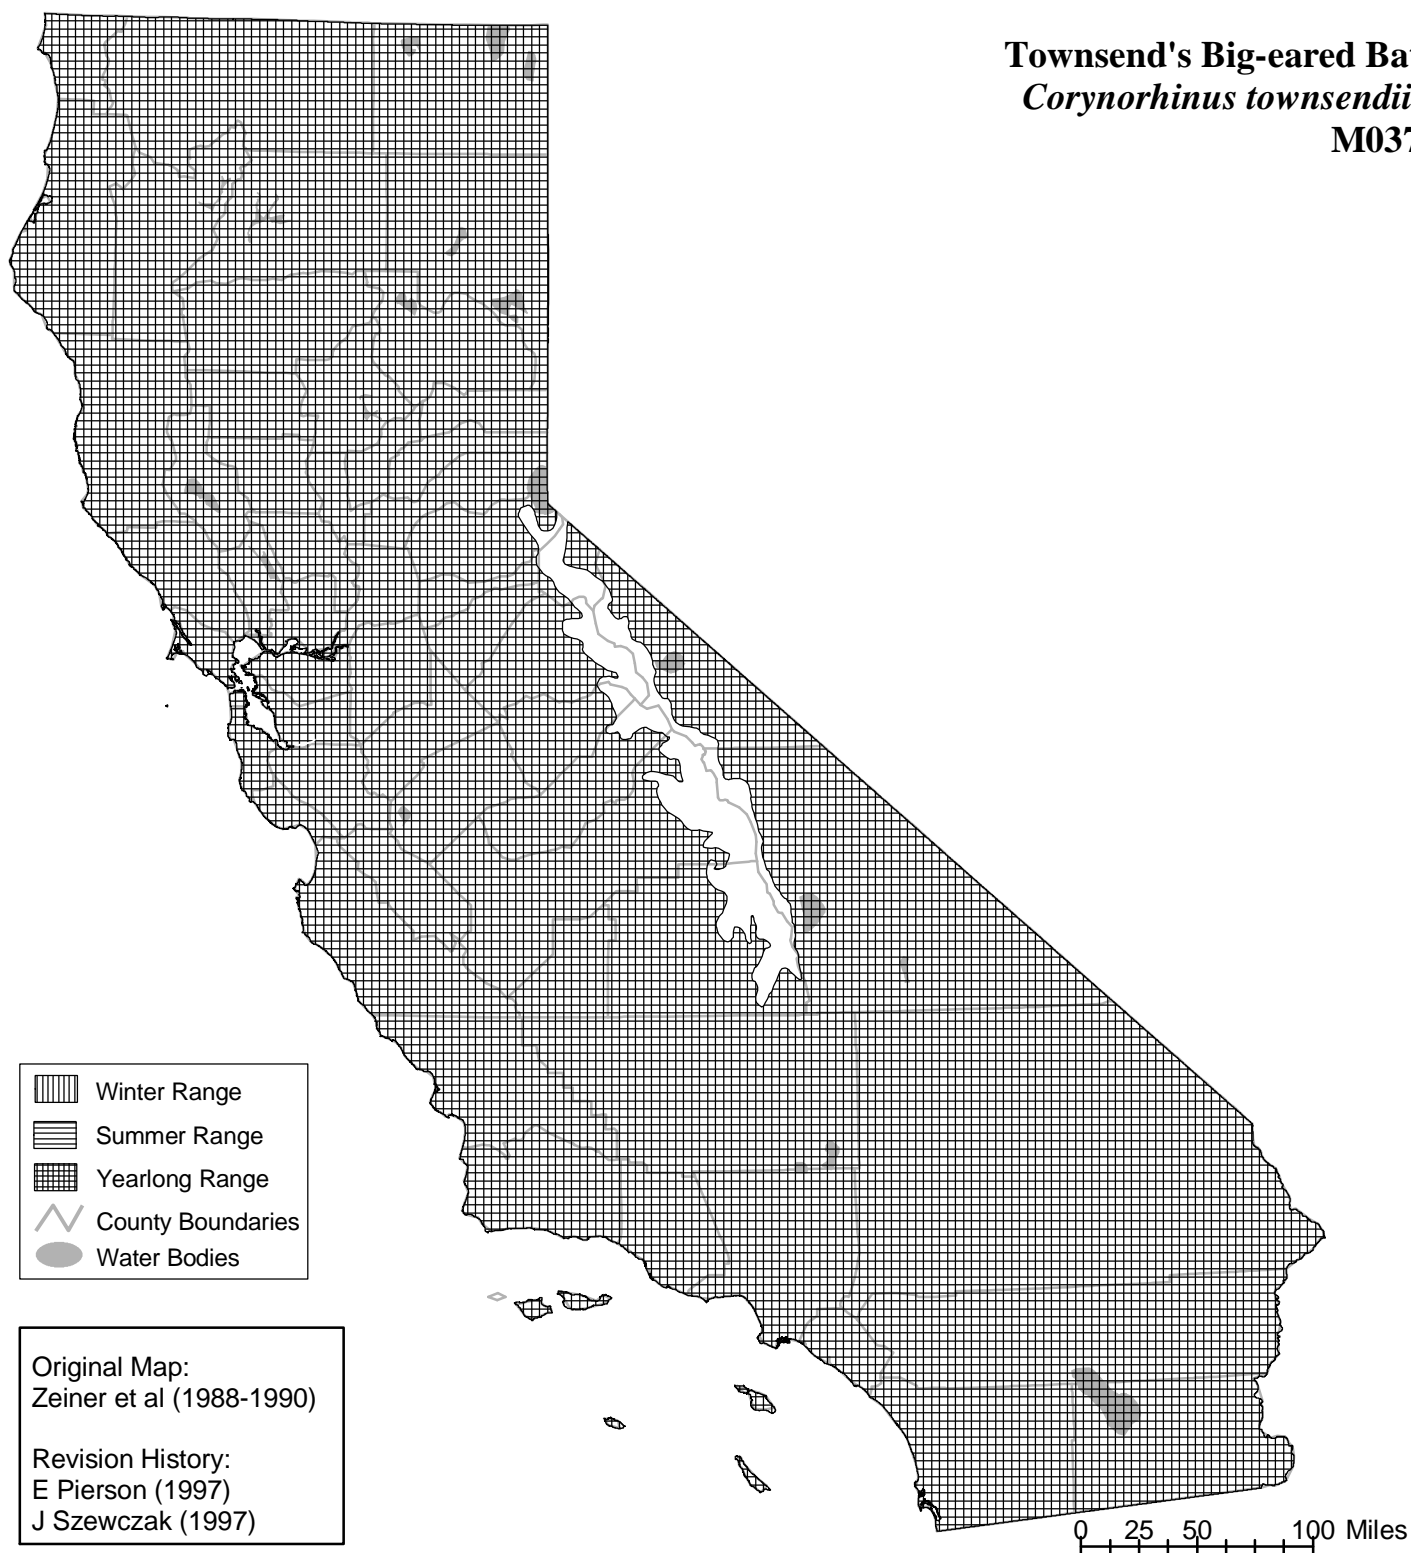 Townsend's Big-eared Bat
Corynorhinus townsendii
M037
Winter Range
Summer Range
Yearlong Range
County Boundaries
Water Bodies
Original Map:
Zeiner et al (1988-1990)
Revision History:
E Pierson (1997)
J Szewczak (1997)
0 25 50 100 Miles